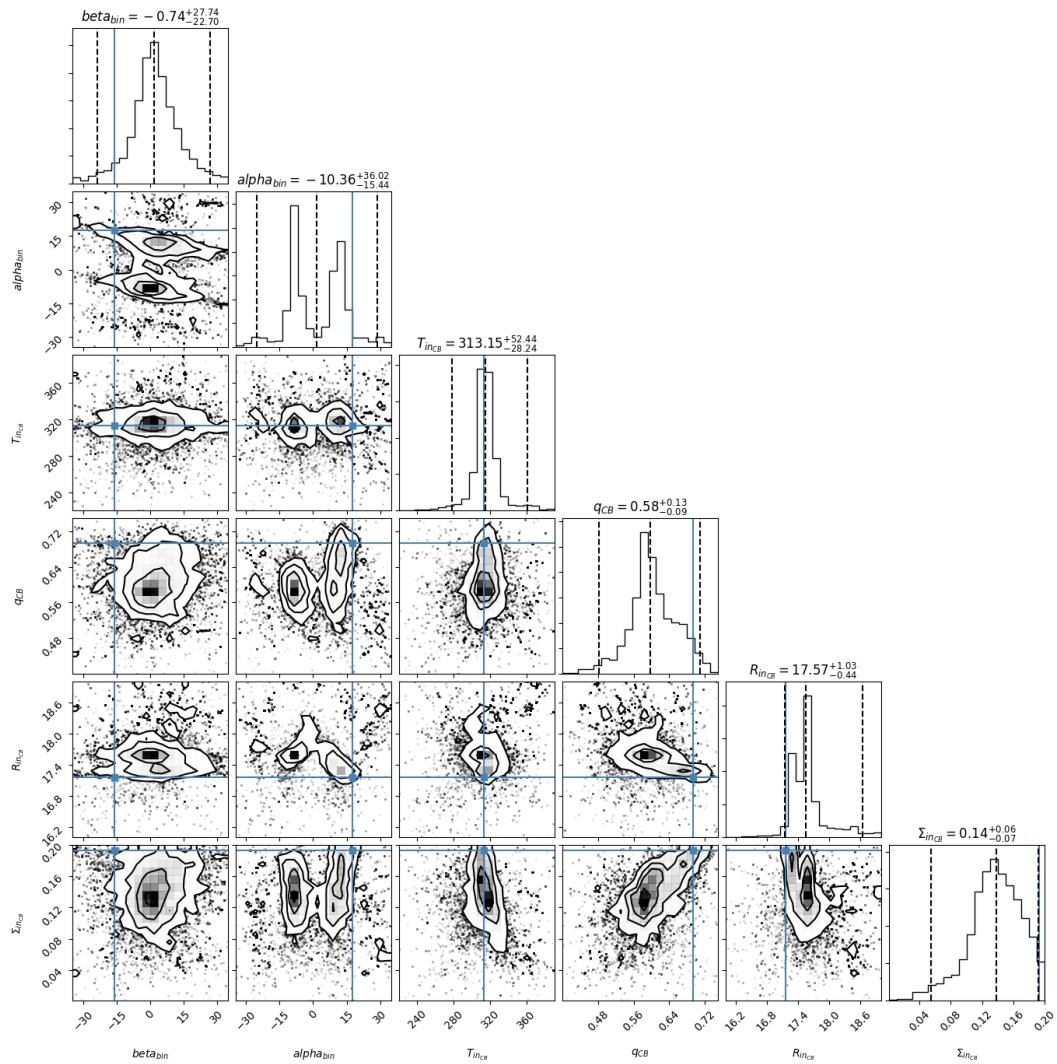 beta_bin = −0.74 +27.74 −22.70
alpha_bin = −10.36 +36.02 −15.44
30
15
0
−15
−30
alpha_bin
T_in_CB = 313.15 +52.44 −28.24
360
320
280
240
T_in_CB
q_CB = 0.58 +0.13 −0.09
0.72
0.64
0.56
0.48
q_CB
R_in_CB = 17.57 +1.03 −0.44
18.6
18.0
17.4
16.8
16.2
R_in_CB
Σ_in_CB = 0.14 +0.06 −0.07
0.20
0.16
0.12
0.08
0.04
Σ_in_CB
−30 −15 0 15 30 −30 −15 0 15 30 240 280 320 360 0.48 0.56 0.64 0.72 16.2 16.8 17.4 18.0 18.6 0.04 0.08 0.12 0.16 0.20
beta_bin alpha_bin T_in_CB q_CB R_in_CB Σ_in_CB